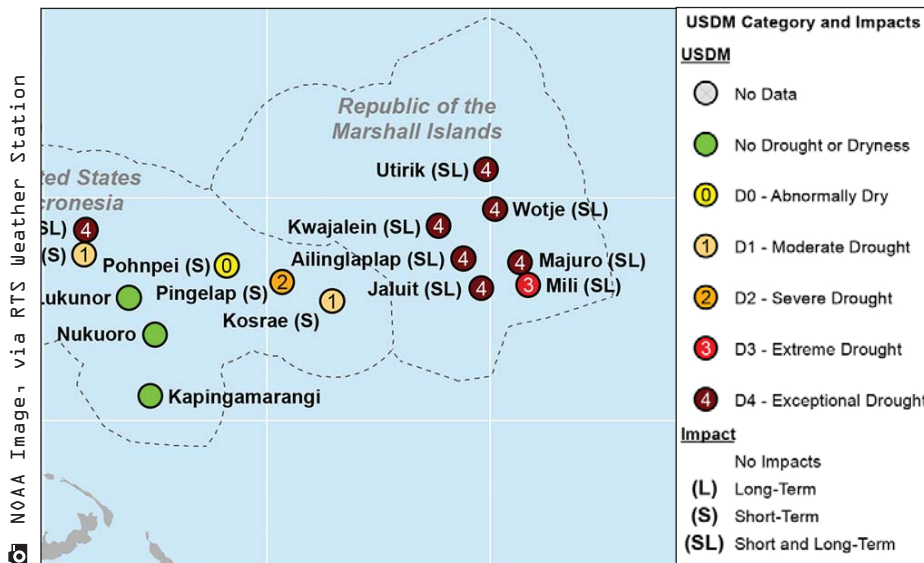 NOAA Image, via RTS Weather Station
Republic of the
Marshall Islands
ted States
cronesia
Utirik (SL) 4
4 Wotje (SL)
SL) 4
Kwajalein (SL) 4
(S) 1
Pohnpei (S) 0
Ailinglaplap (SL) 4
4 Majuro (SL)
Pingelap (S) 2
Jaluit (SL) 4
3 Mili (SL)
Lukunor
Kosrae (S) 1
Nukuoro
Kapingamarangi
USDM Category and Impacts
USDM
No Data
No Drought or Dryness
0 D0 - Abnormally Dry
1 D1 - Moderate Drought
2 D2 - Severe Drought
3 D3 - Extreme Drought
4 D4 - Exceptional Drought
Impact
No Impacts
(L) Long-Term
(S) Short-Term
(SL) Short and Long-Term